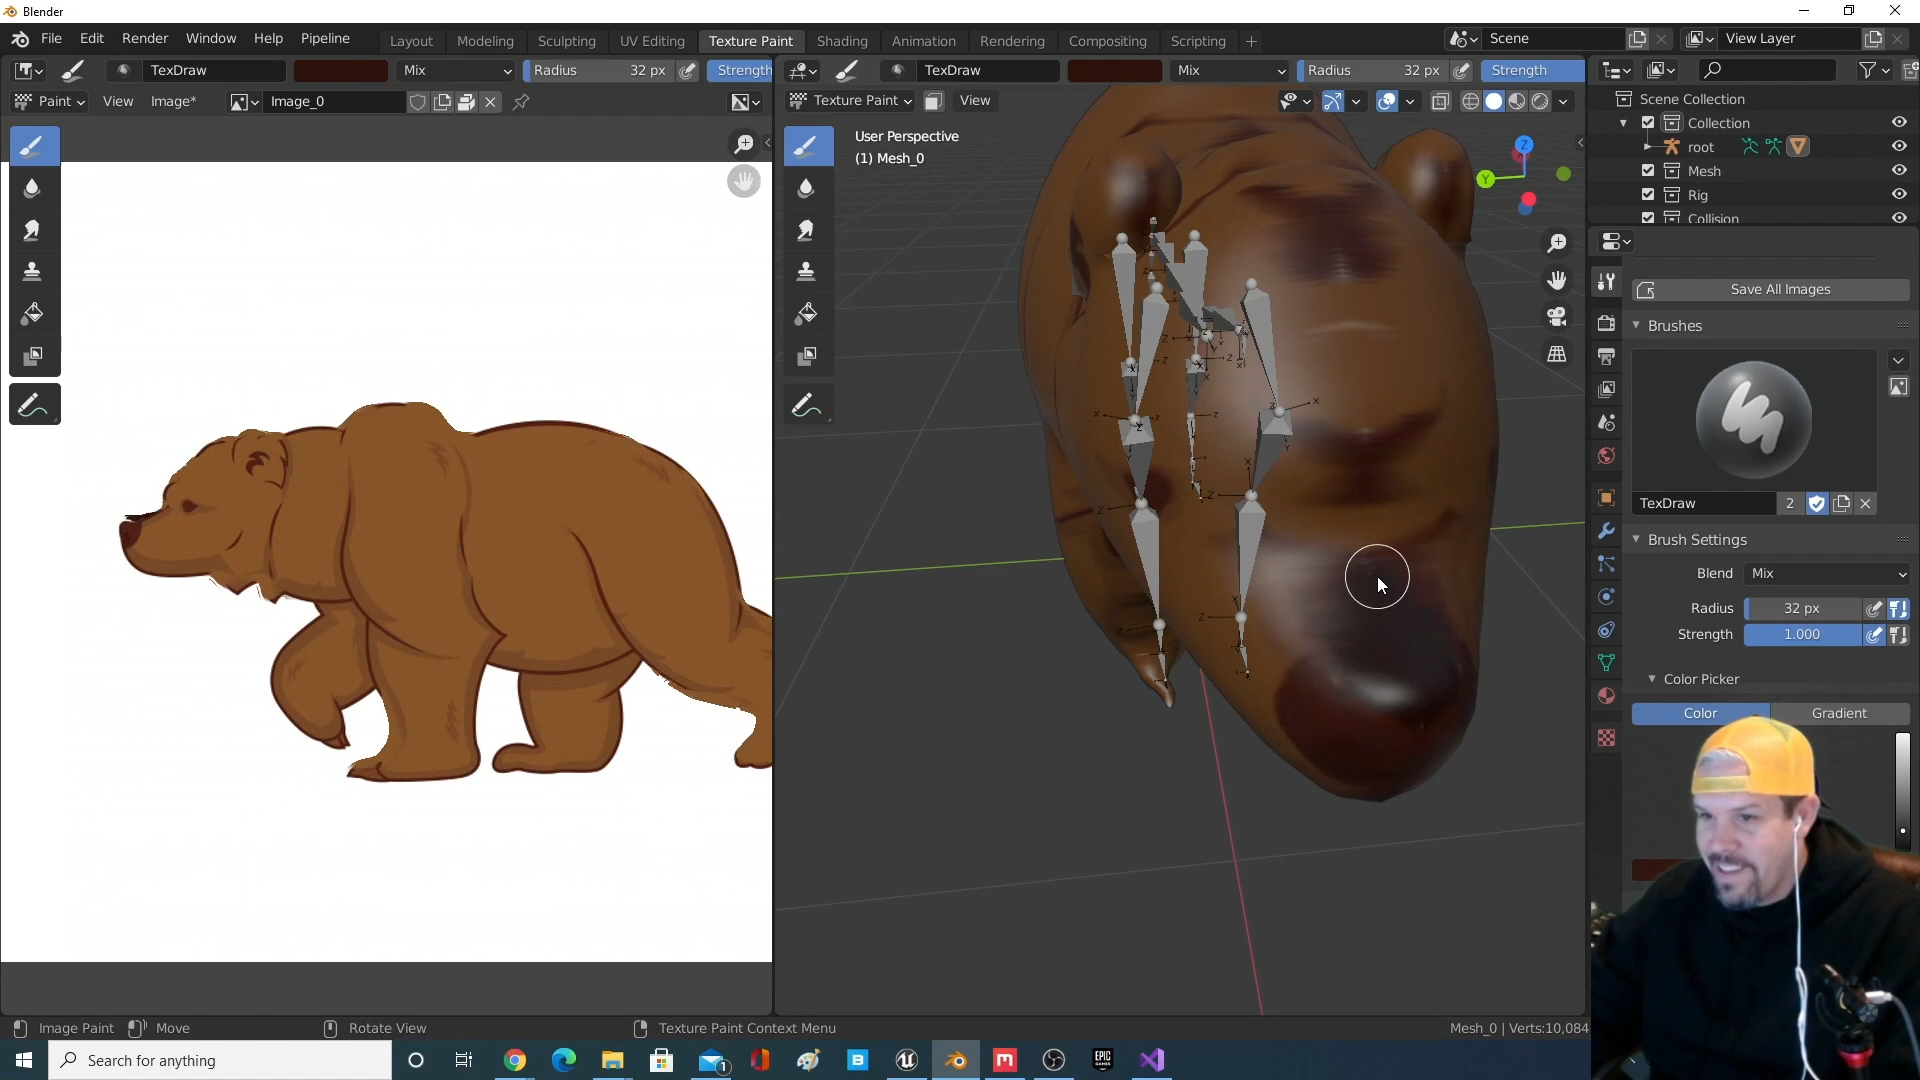 Blender
File Edit Render Window Help Pipeline
Layout Modeling Sculpting UV Editing Texture Paint Shading Animation Rendering Compositing Scripting +
Scene View Layer
TexDraw Mix Radius 32 px Strength
TexDraw Mix Radius 32 px Strength
Paint View Image* Image_0
Texture Paint View
User Perspective
(1) Mesh_0
Z
Y
Scene Collection
Collection
root
Mesh
Rig
Collision
Save All Images
Brushes
TexDraw 2
Brush Settings
Blend Mix
Radius 32 px
Strength 1.000
Color Picker
Color Gradient
Image Paint Move Rotate View Texture Paint Context Menu Mesh_0 | Verts:10,084
Search for anything
1
EPIC
GAMES